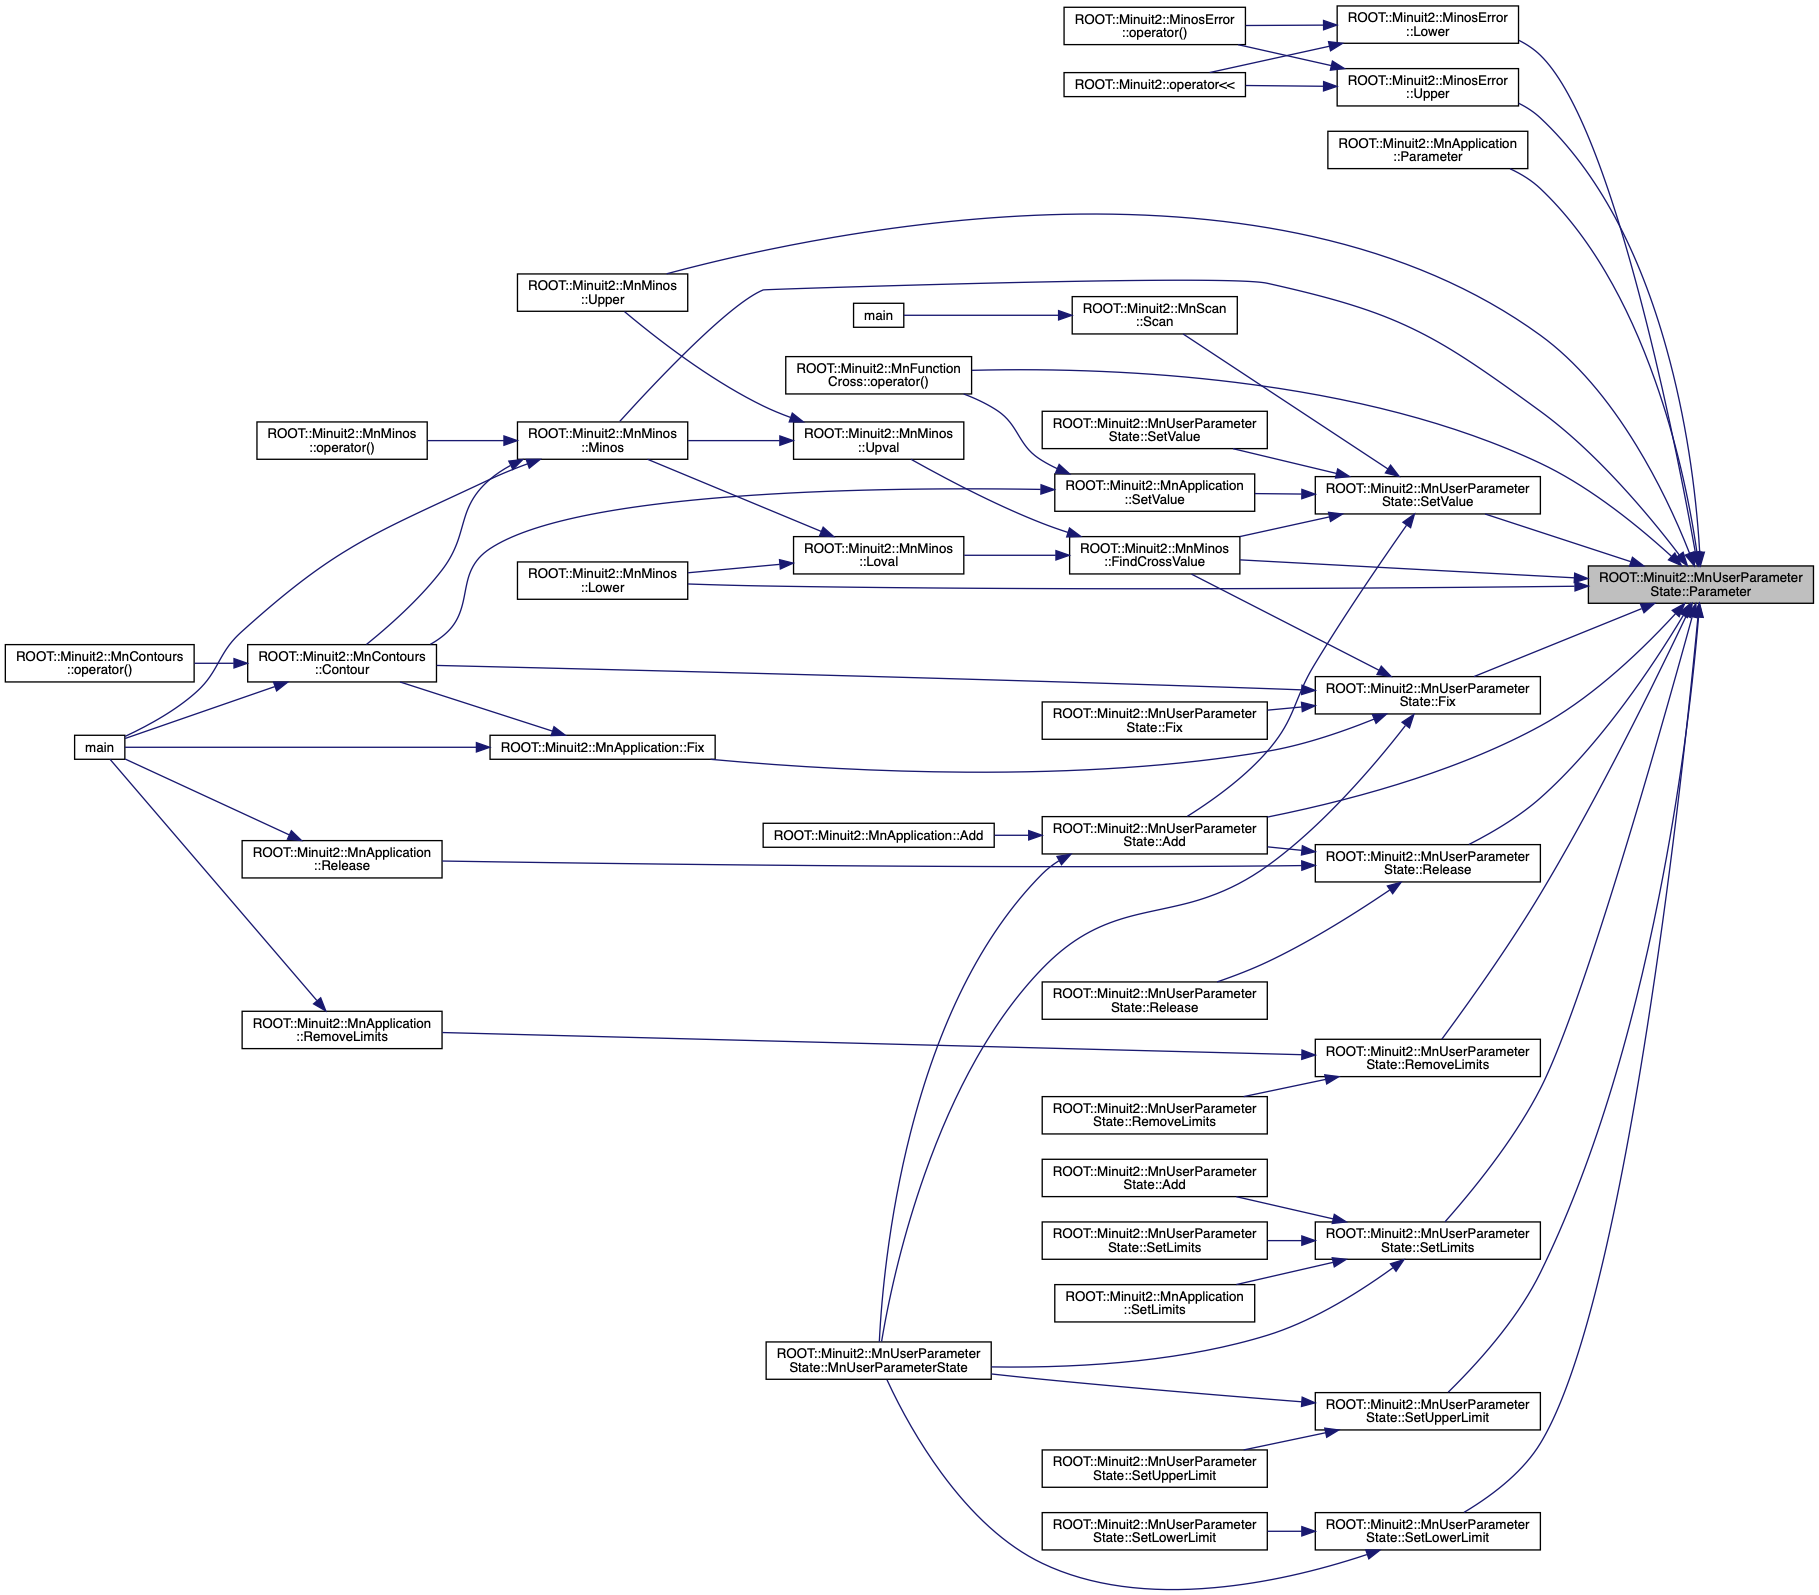 ROOT::Minuit2::MinosError
::operator()
ROOT::Minuit2::MinosError
::Lower
ROOT::Minuit2::operator<<
ROOT::Minuit2::MinosError
::Upper
ROOT::Minuit2::MnApplication
::Parameter
ROOT::Minuit2::MnMinos
::Upper
main
ROOT::Minuit2::MnScan
::Scan
ROOT::Minuit2::MnFunction
Cross::operator()
ROOT::Minuit2::MnMinos
::operator()
ROOT::Minuit2::MnMinos
::Minos
ROOT::Minuit2::MnMinos
::Upval
ROOT::Minuit2::MnUserParameter
State::SetValue
ROOT::Minuit2::MnApplication
::SetValue
ROOT::Minuit2::MnUserParameter
State::SetValue
ROOT::Minuit2::MnMinos
::Lower
ROOT::Minuit2::MnMinos
::Loval
ROOT::Minuit2::MnMinos
::FindCrossValue
ROOT::Minuit2::MnUserParameter
State::Parameter
ROOT::Minuit2::MnContours
::operator()
ROOT::Minuit2::MnContours
::Contour
ROOT::Minuit2::MnUserParameter
State::Fix
ROOT::Minuit2::MnUserParameter
State::Fix
main
ROOT::Minuit2::MnApplication::Fix
ROOT::Minuit2::MnApplication::Add
ROOT::Minuit2::MnUserParameter
State::Add
ROOT::Minuit2::MnApplication
::Release
ROOT::Minuit2::MnUserParameter
State::Release
ROOT::Minuit2::MnUserParameter
State::Release
ROOT::Minuit2::MnApplication
::RemoveLimits
ROOT::Minuit2::MnUserParameter
State::RemoveLimits
ROOT::Minuit2::MnUserParameter
State::RemoveLimits
ROOT::Minuit2::MnUserParameter
State::Add
ROOT::Minuit2::MnUserParameter
State::SetLimits
ROOT::Minuit2::MnUserParameter
State::SetLimits
ROOT::Minuit2::MnApplication
::SetLimits
ROOT::Minuit2::MnUserParameter
State::MnUserParameterState
ROOT::Minuit2::MnUserParameter
State::SetUpperLimit
ROOT::Minuit2::MnUserParameter
State::SetUpperLimit
ROOT::Minuit2::MnUserParameter
State::SetLowerLimit
ROOT::Minuit2::MnUserParameter
State::SetLowerLimit